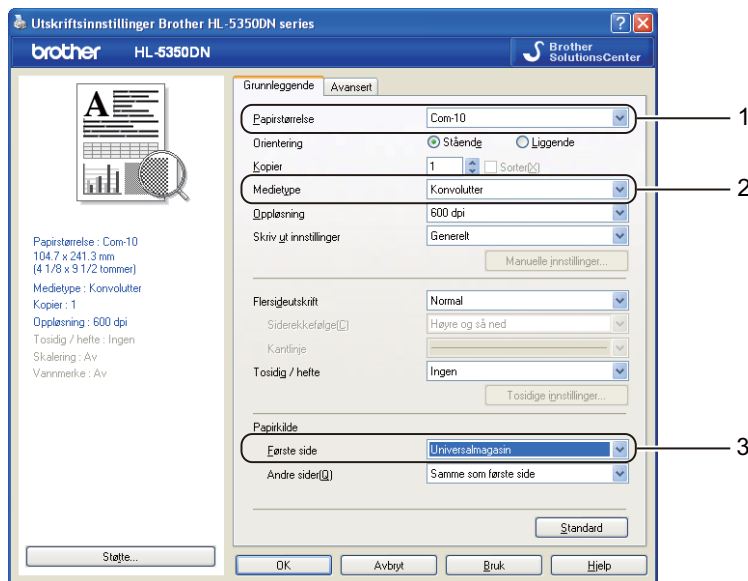 Utskriftsinnstillinger Brother HL-5350DN series
brother HL-5350DN
Brother
SolutionsCenter
Grunnleggende Avansert
Papirstørrelse Com-10 1
Orientering Stående Liggende
Kopier 1 Sorter(X)
Medietype Konvolutter 2
Oppløsning 600 dpi
Skriv ut innstillinger Generelt
Manuelle innstillinger...
Flersigeutskrift Normal
Siderekkefølge(C) Høyre og så ned
Kantlinje
Tosidig / hefte Ingen
Tosidige innstillinger...
Papirkilde
Første side Universalmagasin 3
Andre sider(Q) Samme som første side
Standard
A
Papirstørrelse : Com-10
104.7 x 241.3 mm
(4 1/8 x 9 1/2 tommer)
Medietype : Konvolutter
Kopier : 1
Oppløsning : 600 dpi
Tosidig / hefte : Ingen
Skalering : Av
Vannmerke : Av
Støtte...
OK Avbryt Bruk Hjelp